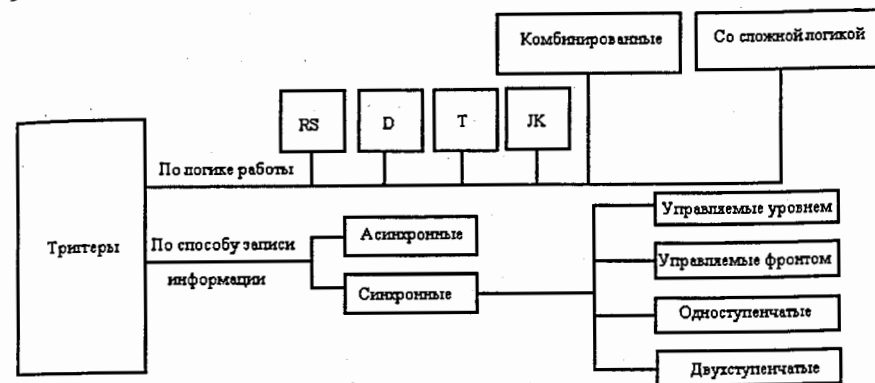 Комбинированные
Со сложной логикой
RS
D
T
JK
По логике работы
Триггеры
По способу записи
информации
Асинхронные
Синхронные
Управляемые уровнем
Управляемые фронтом
Одноступенчатые
Двухступенчатые